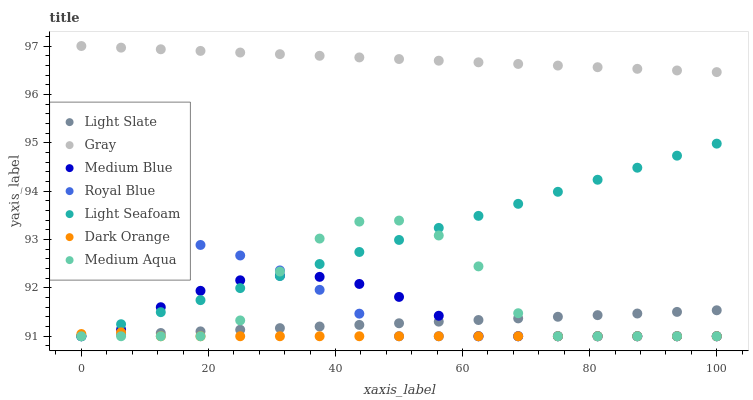 title
97
96
95
94
93
92
91
yaxis_label
Light Slate
Gray
Medium Blue
Royal Blue
Light Seafoam
Dark Orange
Medium Aqua
0 20 40 60 80 100
xaxis_label